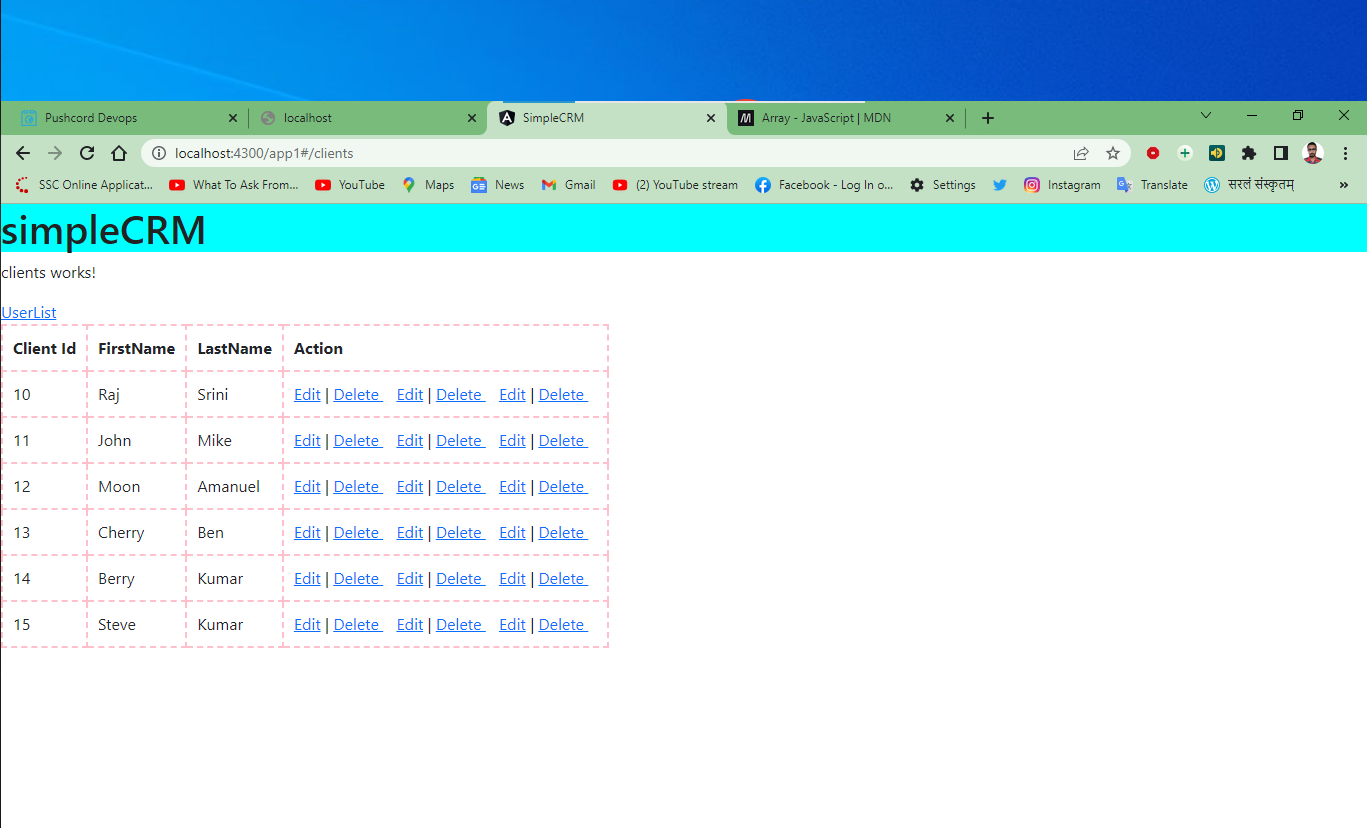 Pushcord Devops localhost SimpleCRM Array - JavaScript | MDN
localhost:4300/app1#/clients
SSC Online Applicat... What To Ask From... YouTube Maps News Gmail (2) YouTube stream Facebook - Log In o... Settings Instagram Translate सरलं संस्कृतम् »
simpleCRM
clients works!
UserList
Client Id FirstName LastName Action
10 Raj Srini Edit | Delete Edit | Delete Edit | Delete
11 John Mike Edit | Delete Edit | Delete Edit | Delete
12 Moon Amanuel Edit | Delete Edit | Delete Edit | Delete
13 Cherry Ben Edit | Delete Edit | Delete Edit | Delete
14 Berry Kumar Edit | Delete Edit | Delete Edit | Delete
15 Steve Kumar Edit | Delete Edit | Delete Edit | Delete